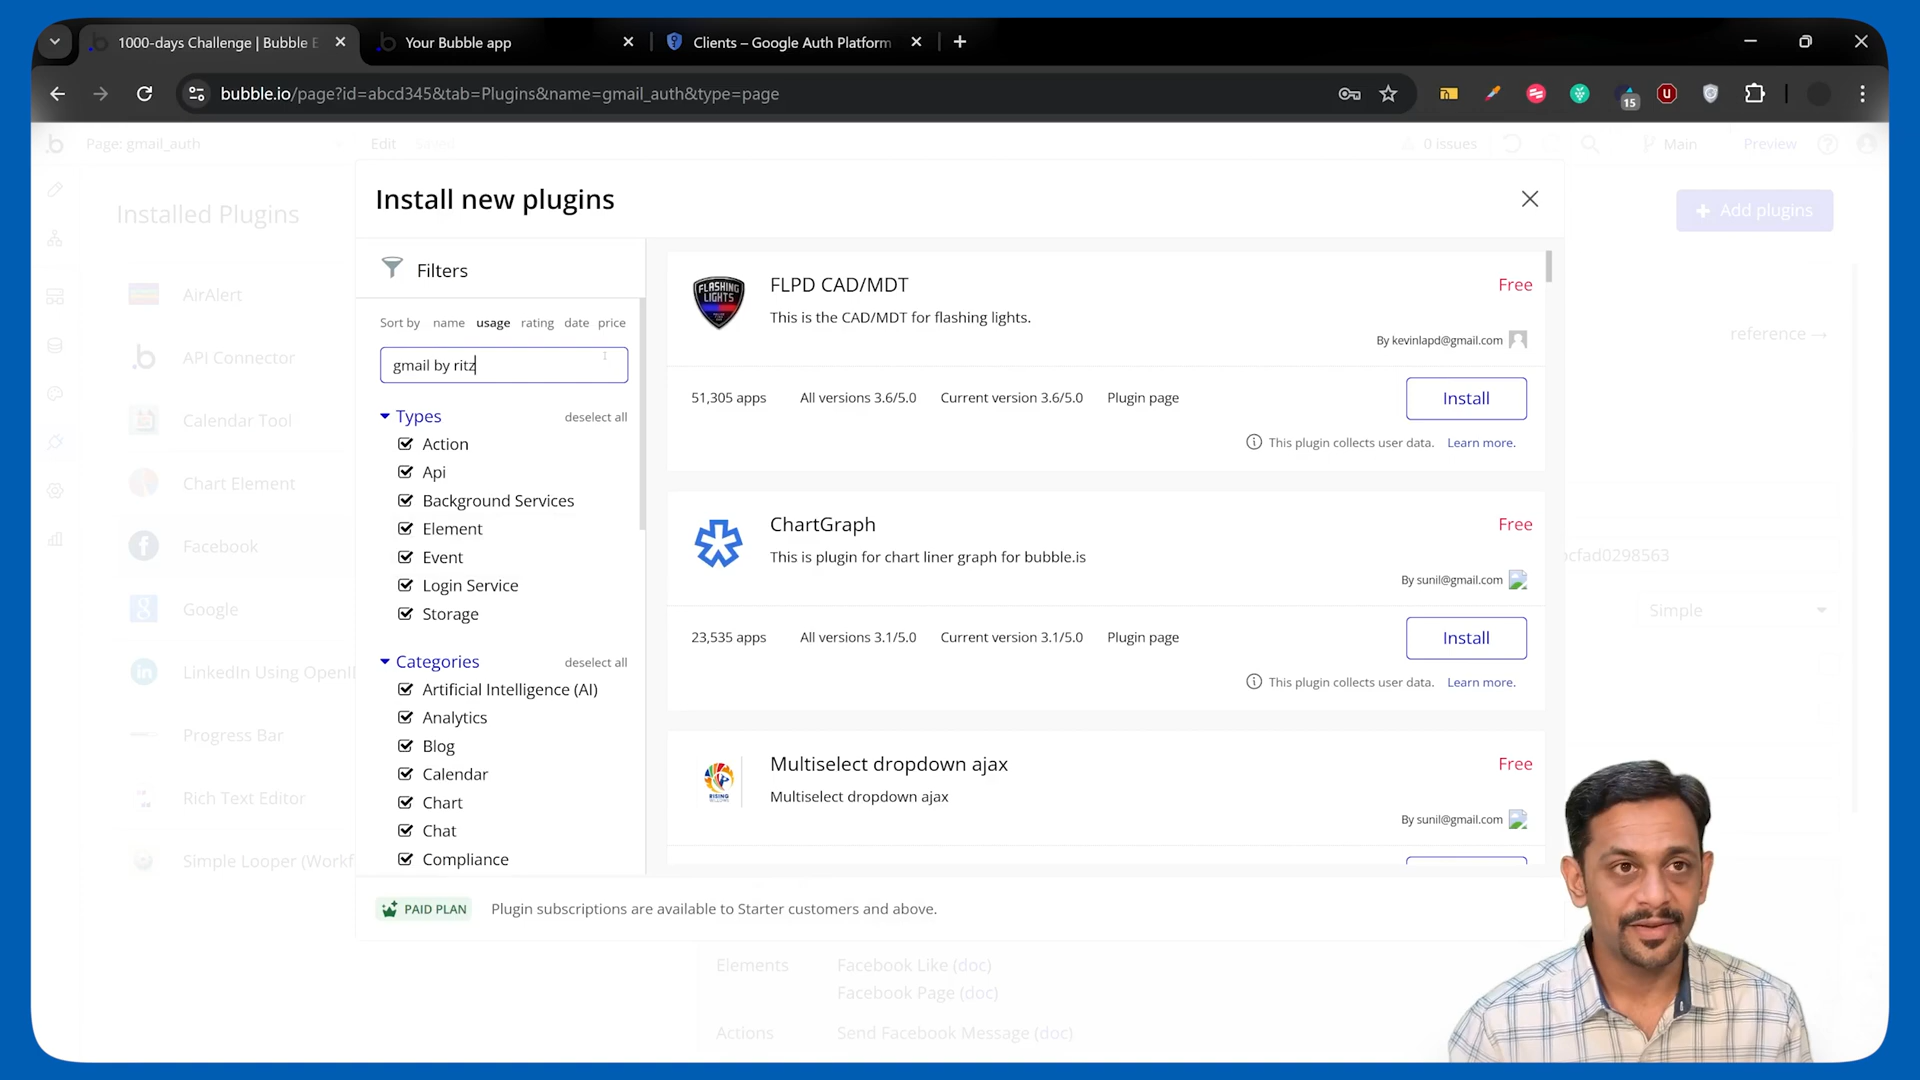 1000-days Challenge | Bubble E
Your Bubble app
Clients – Google Auth Platform
bubble.io/page?id=abcd345&tab=Plugins&name=gmail_auth&type=page
15
Page: gmail_auth
Edit
Saved
0 issues
Main
Preview
Installed Plugins
Add plugins
AirAlert
API Connector
Calendar Tool
Chart Element
Facebook
Google
LinkedIn Using OpenI
Progress Bar
Rich Text Editor
Simple Looper (Workf
reference →
cfad0298563
Simple
Install new plugins
Filters
Sort by name usage rating date price
gmail by ritz
Types deselect all
Action
Api
Background Services
Element
Event
Login Service
Storage
Categories deselect all
Artificial Intelligence (AI)
Analytics
Blog
Calendar
Chart
Chat
Compliance
FLASHING
LIGHTS
FLPD CAD/MDT
Free
This is the CAD/MDT for flashing lights.
By kevinlapd@gmail.com
51,305 apps All versions 3.6/5.0 Current version 3.6/5.0 Plugin page
Install
This plugin collects user data. Learn more.
ChartGraph
Free
This is plugin for chart liner graph for bubble.is
By sunil@gmail.com
23,535 apps All versions 3.1/5.0 Current version 3.1/5.0 Plugin page
Install
This plugin collects user data. Learn more.
Multiselect dropdown ajax
Free
Multiselect dropdown ajax
By sunil@gmail.com
PAID PLAN
Plugin subscriptions are available to Starter customers and above.
Elements
Facebook Like (doc)
Facebook Page (doc)
Actions
Send Facebook Message (doc)